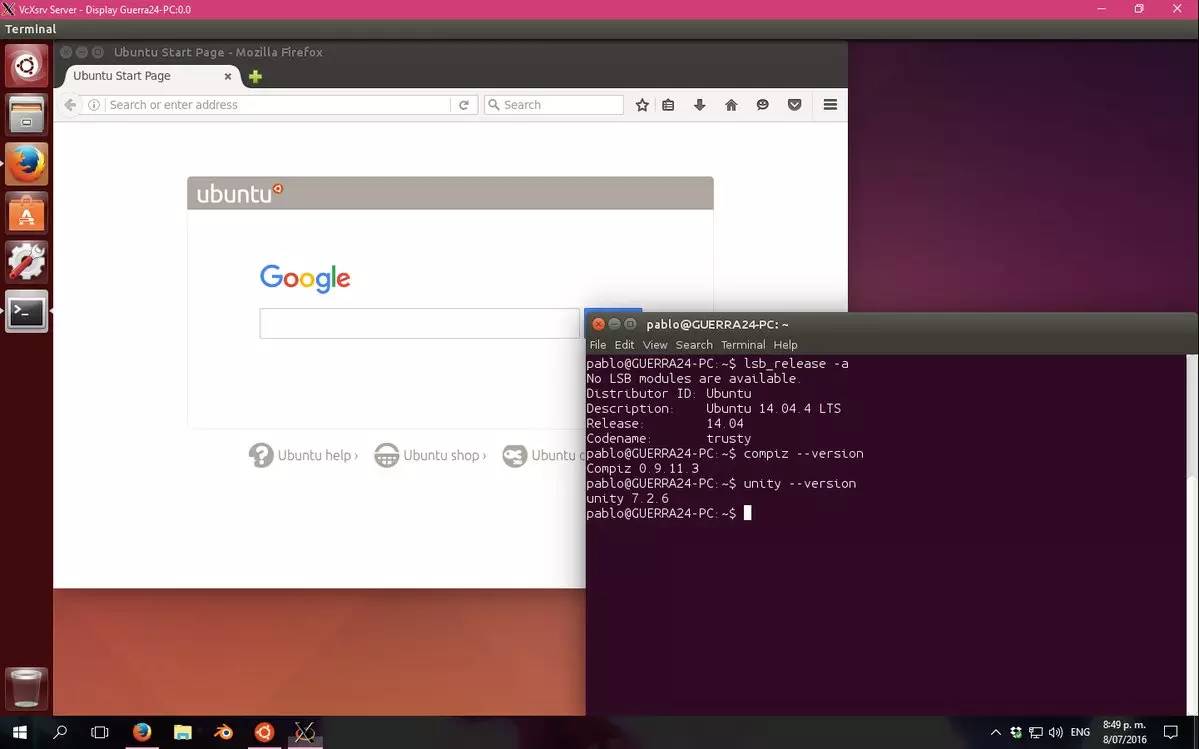 VcXsrv Server - Display Guerra24-PC:0.0
Terminal
Ubuntu Start Page - Mozilla Firefox
Ubuntu Start Page
Search or enter address
Search
ubuntu
Google
Ubuntu help ›
Ubuntu shop ›
Ubuntu
pablo@GUERRA24-PC: ~
File Edit View Search Terminal Help
pablo@GUERRA24-PC:~$ lsb_release -a
No LSB modules are available.
Distributor ID: Ubuntu
Description: Ubuntu 14.04.4 LTS
Release: 14.04
Codename: trusty
pablo@GUERRA24-PC:~$ compiz --version
Compiz 0.9.11.3
pablo@GUERRA24-PC:~$ unity --version
unity 7.2.6
pablo@GUERRA24-PC:~$
ENG
8:49 p. m.
8/07/2016